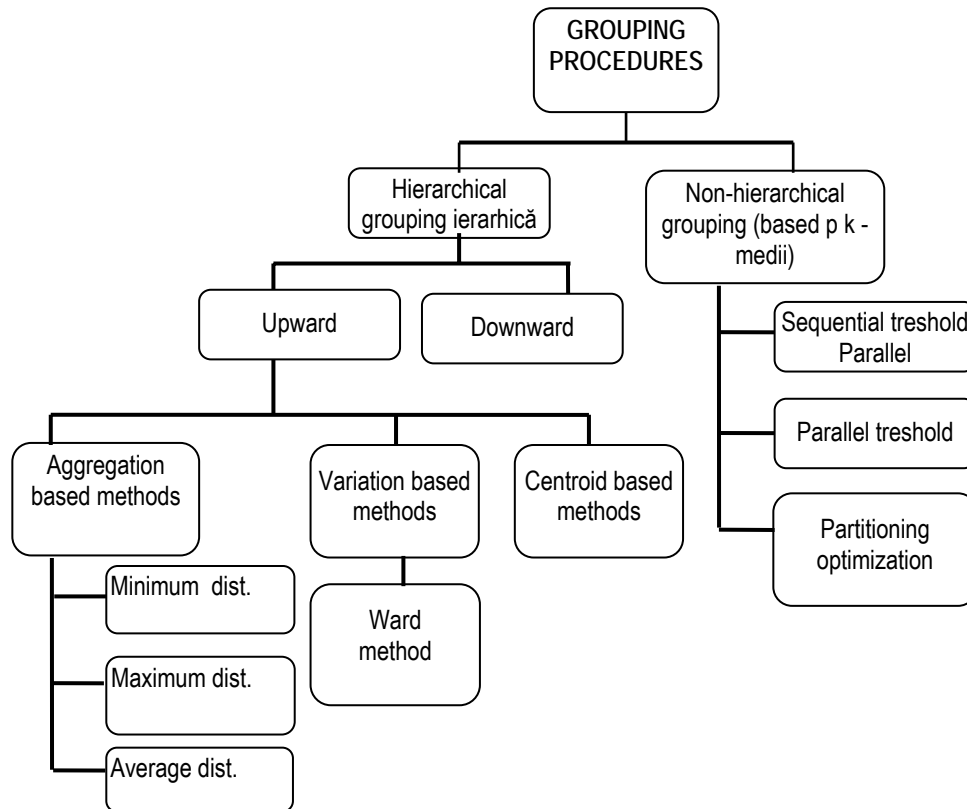 GROUPING
PROCEDURES
Hierarchical
grouping ierarhică
Non-hierarchical
grouping (based p k -
medii)
Upward
Downward
Sequential treshold
Parallel
Parallel treshold
Partitioning
optimization
Aggregation
based methods
Variation based
methods
Centroid based
methods
Minimum dist.
Maximum dist.
Average dist.
Ward
method